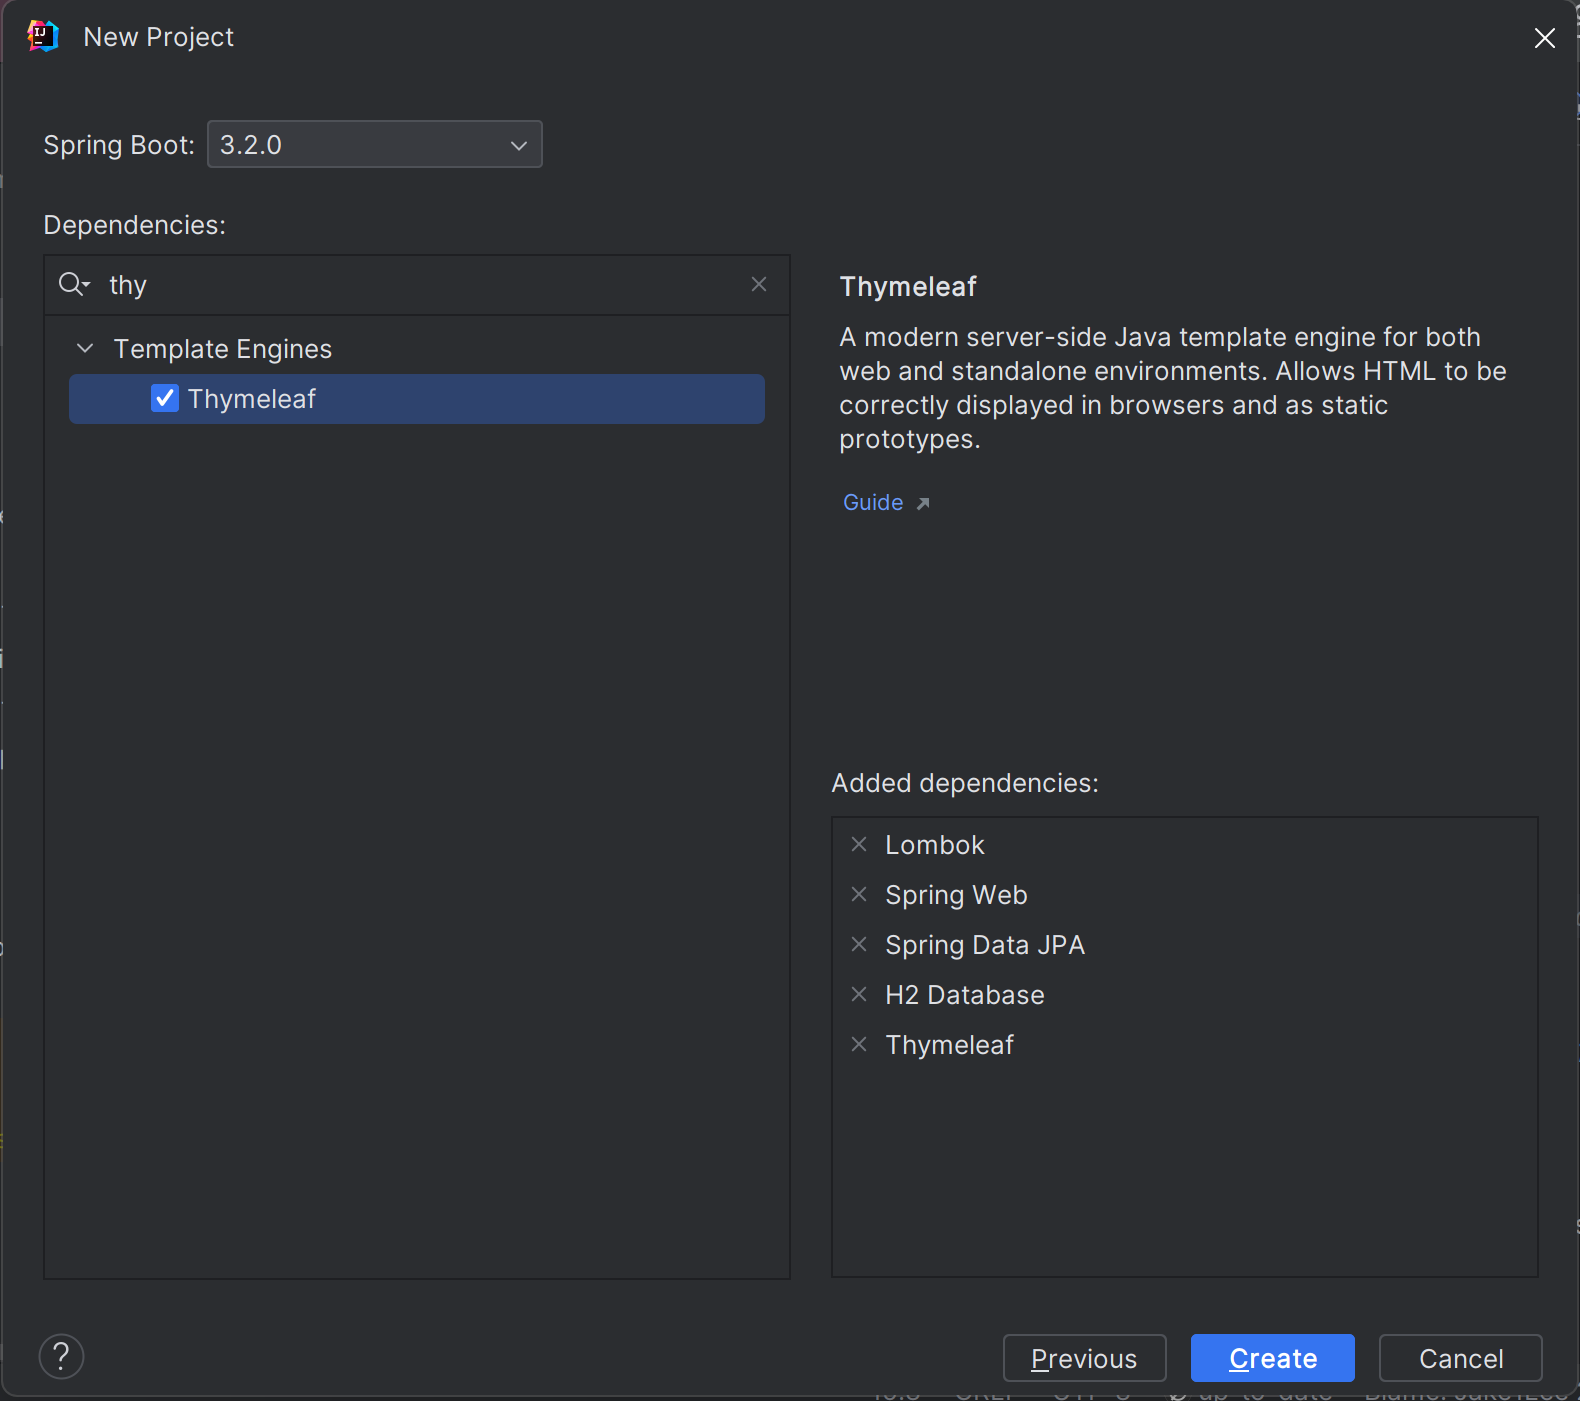 New Project
Spring Boot: 3.2.0
Dependencies:
thy
Template Engines
Thymeleaf
Thymeleaf
A modern server-side Java template engine for both
web and standalone environments. Allows HTML to be
correctly displayed in browsers and as static
prototypes.
Guide
Added dependencies:
Lombok
Spring Web
Spring Data JPA
H2 Database
Thymeleaf
? Previous Create Cancel